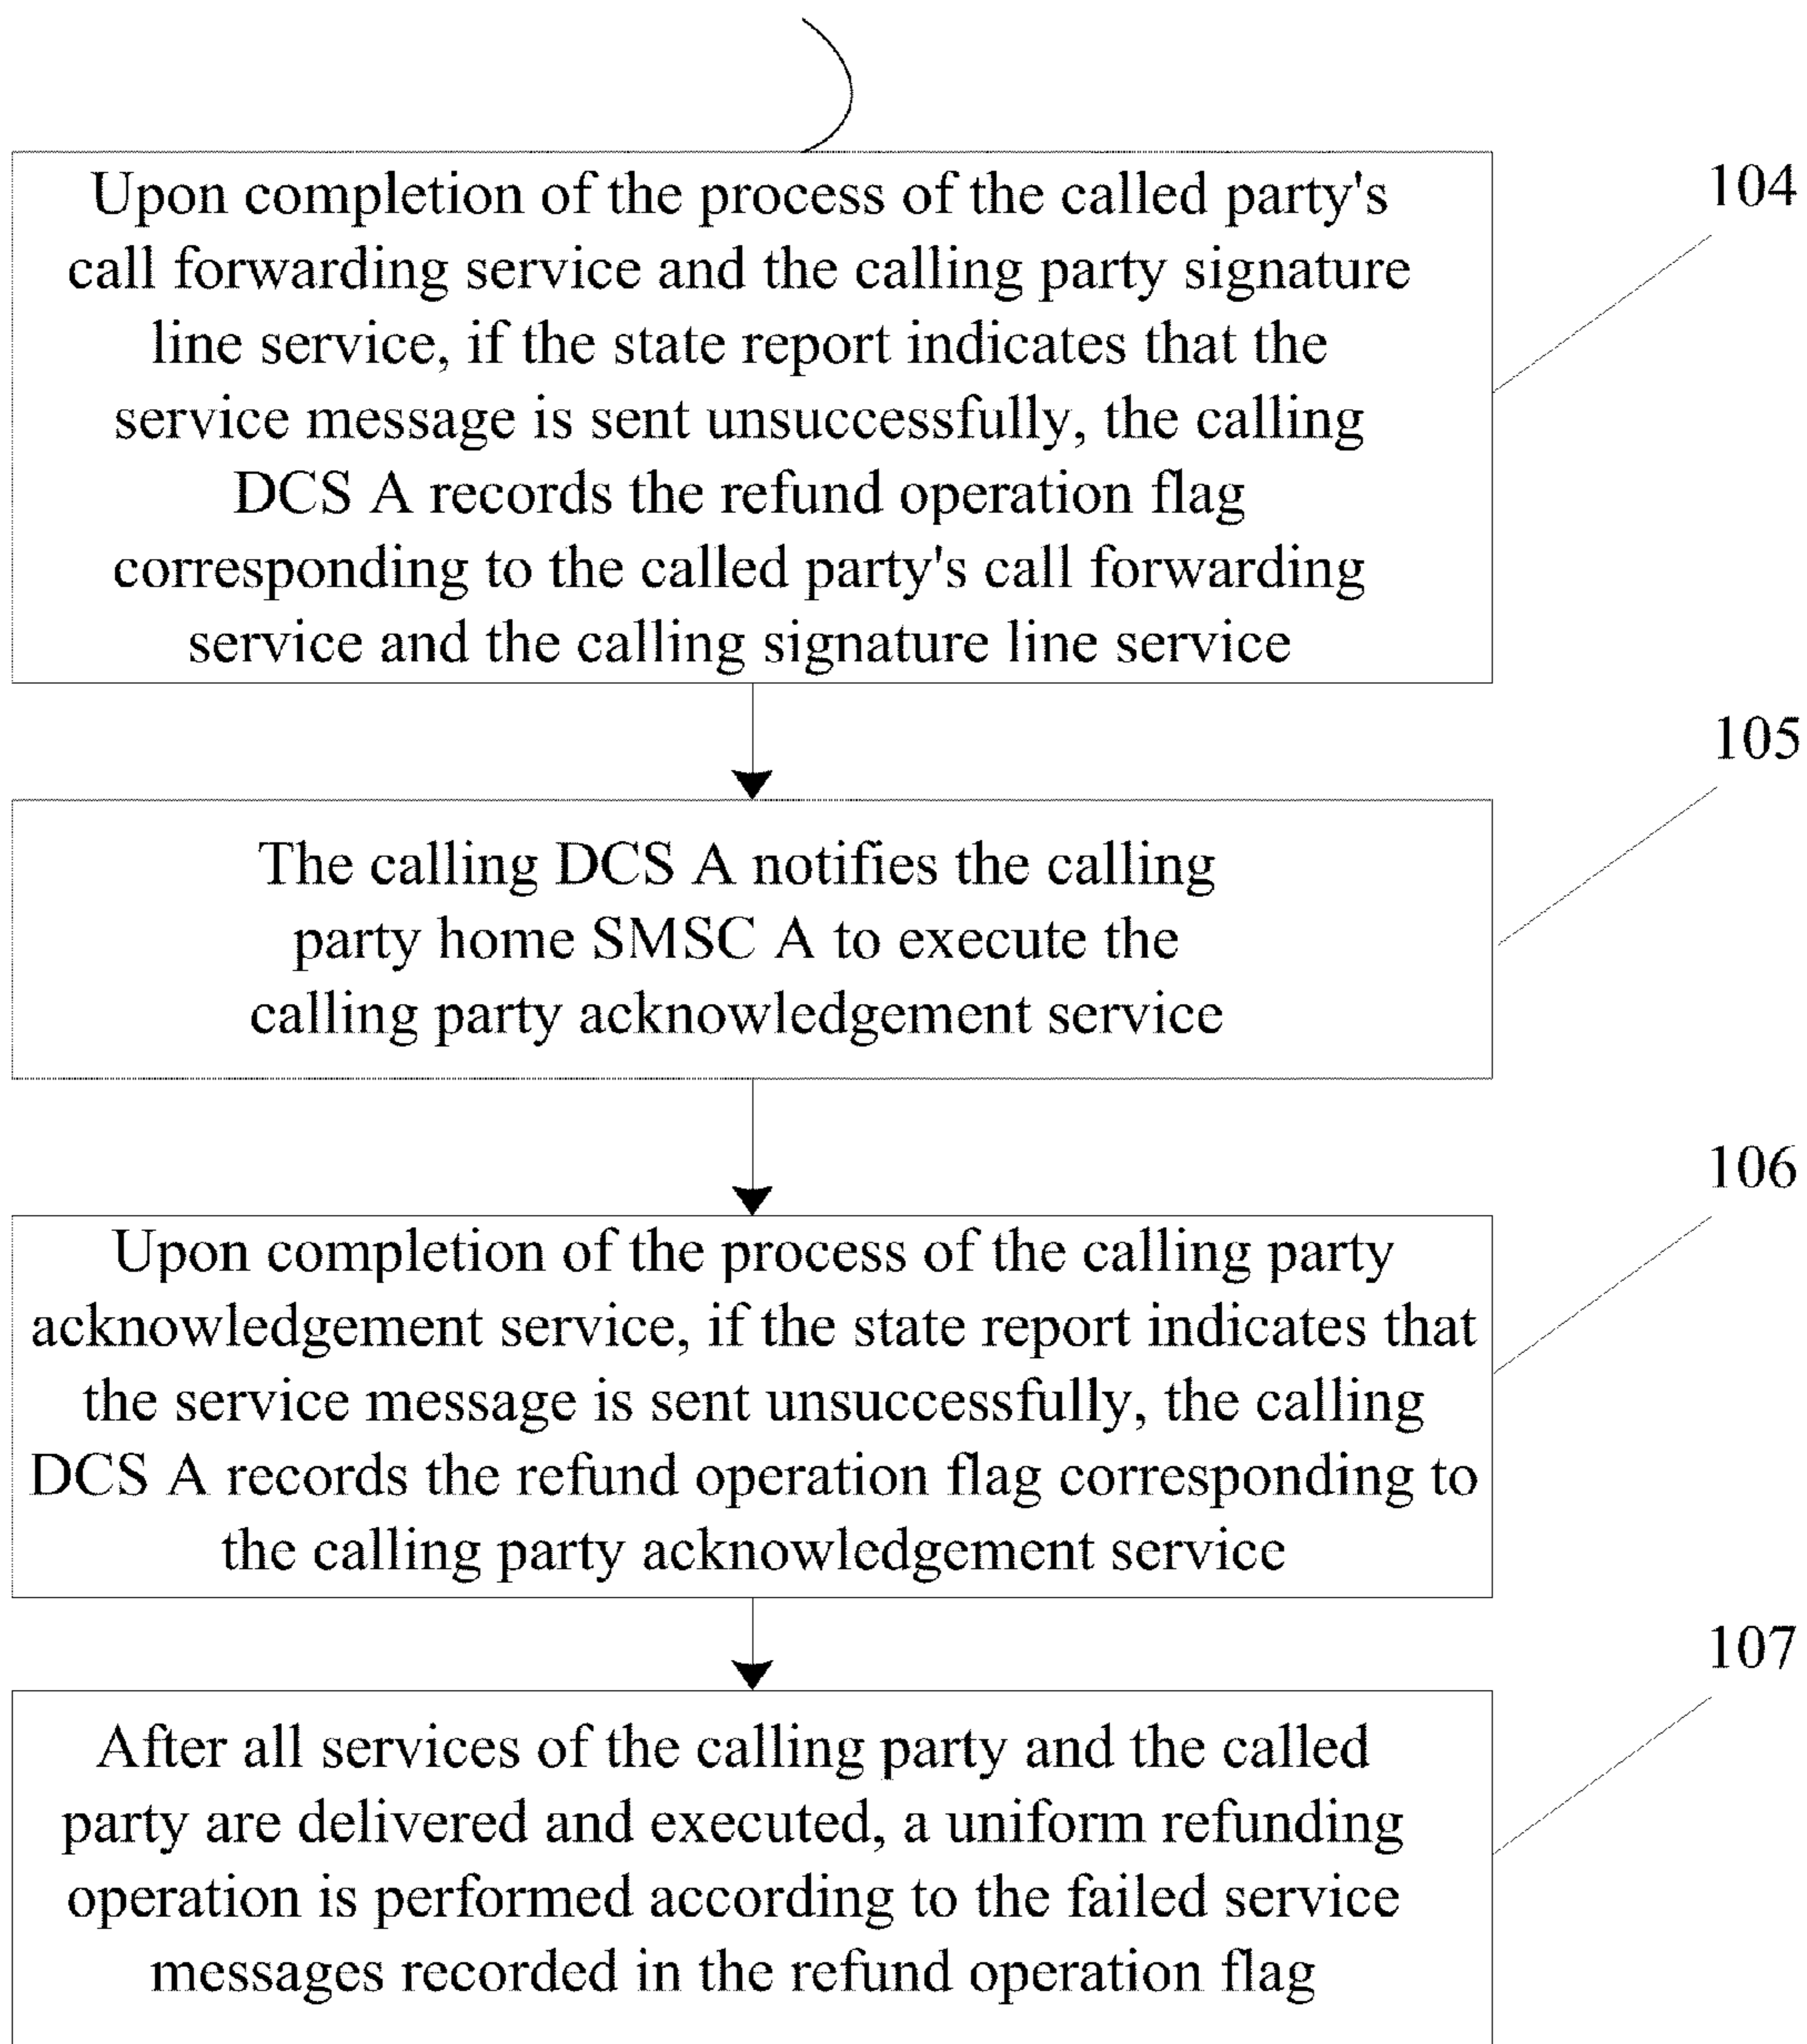 Upon completion of the process of the called party's
call forwarding service and the calling party signature
line service, if the state report indicates that the
service message is sent unsuccessfully, the calling
DCS A records the refund operation flag
corresponding to the called party's call forwarding
service and the calling signature line service
104
The calling DCS A notifies the calling
party home SMSC A to execute the
calling party acknowledgement service
105
Upon completion of the process of the calling party
acknowledgement service, if the state report indicates that
the service message is sent unsuccessfully, the calling
DCS A records the refund operation flag corresponding to
the calling party acknowledgement service
106
After all services of the calling party and the called
party are delivered and executed, a uniform refunding
operation is performed according to the failed service
messages recorded in the refund operation flag
107